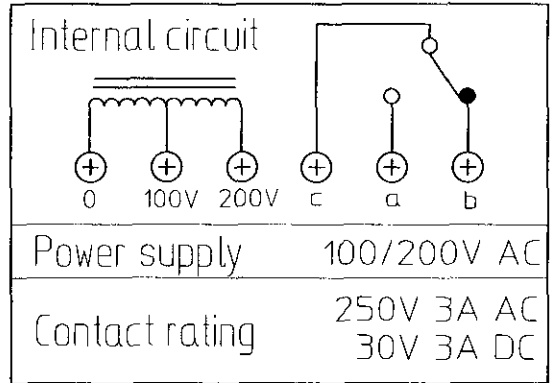 Internal circuit
0 100V 200V c a b
Power supply 100/200V AC
Contact rating 250V 3A AC
30V 3A DC